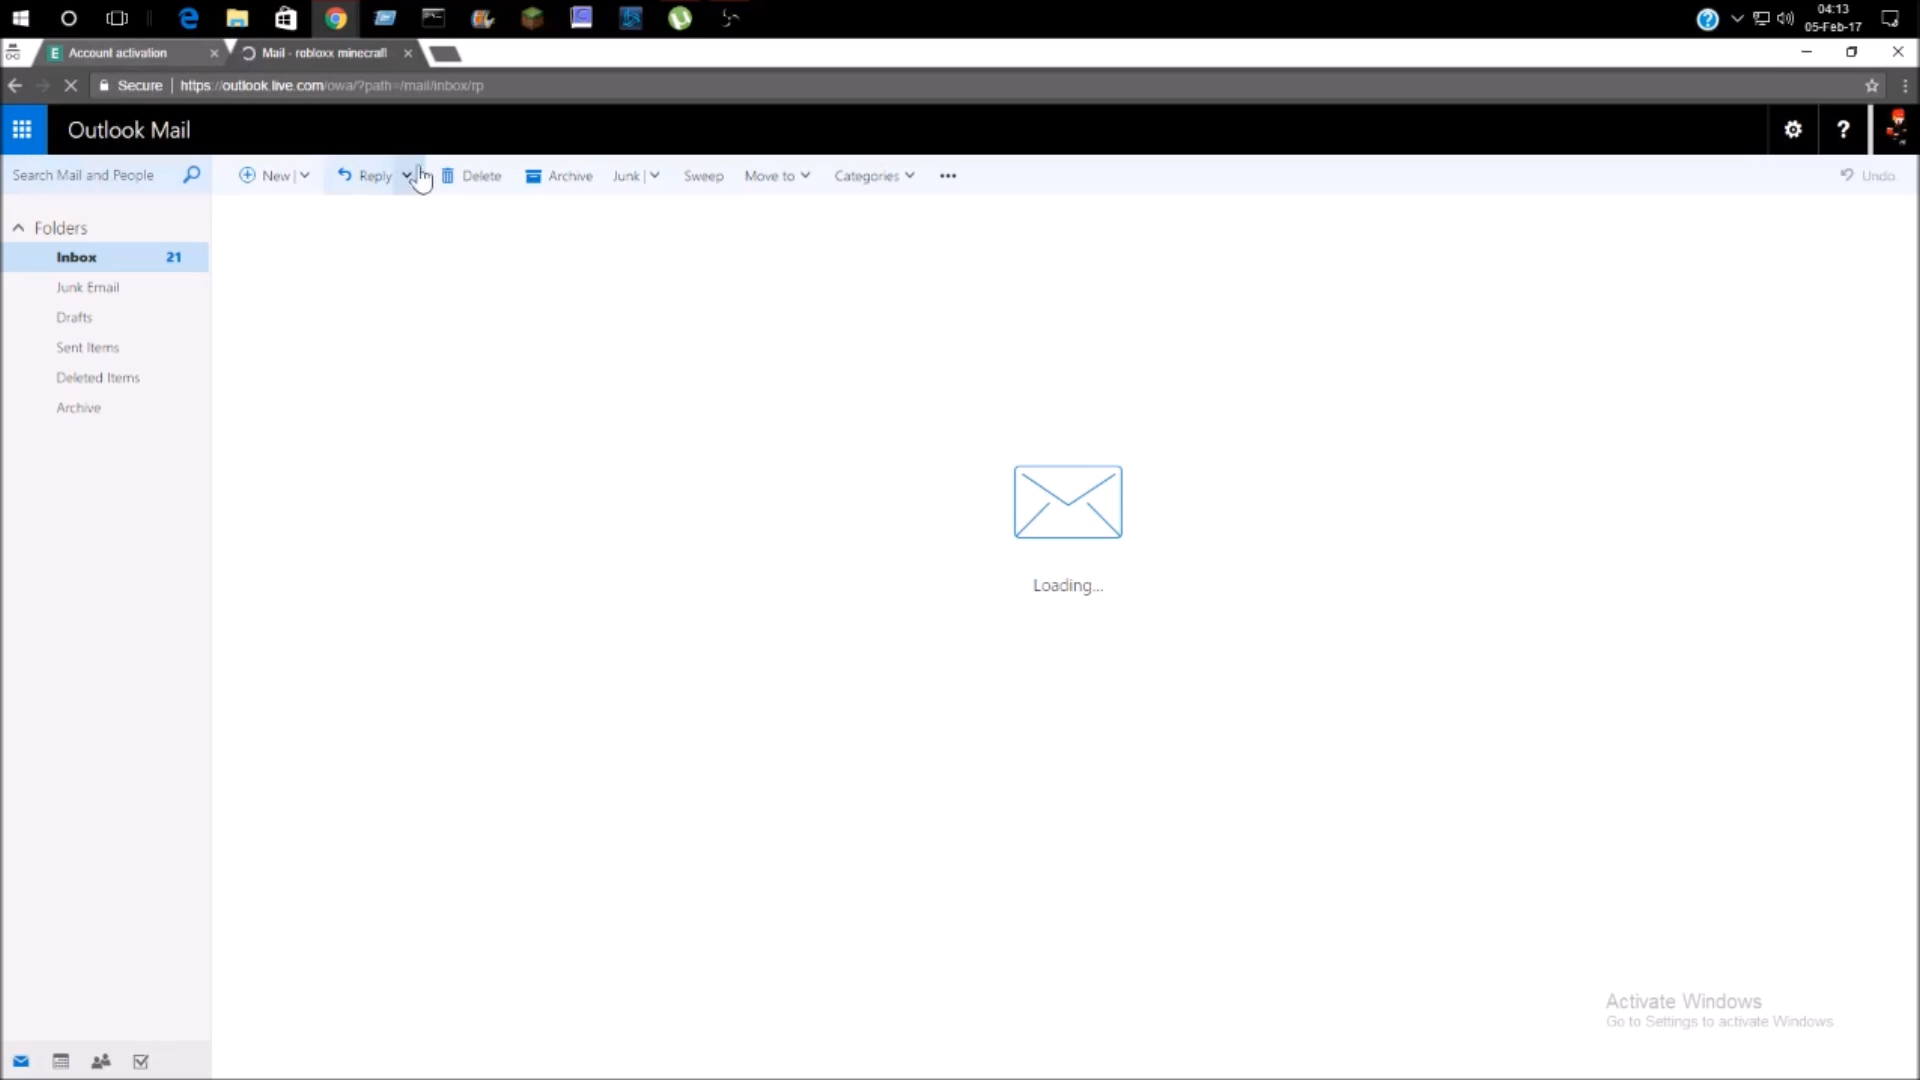 04:13
05-Feb-17
E Account activation
Mail - robloxx minecraft
Secure | https://outlook.live.com/owa/?path=/mail/inbox/rp
Outlook Mail
?
Search Mail and People
New | Reply Delete Archive Junk | Sweep Move to Categories ••• Undo
Folders
Inbox 21
Junk Email
Drafts
Sent Items
Deleted Items
Archive
Loading...
Activate Windows
Go to Settings to activate Windows.